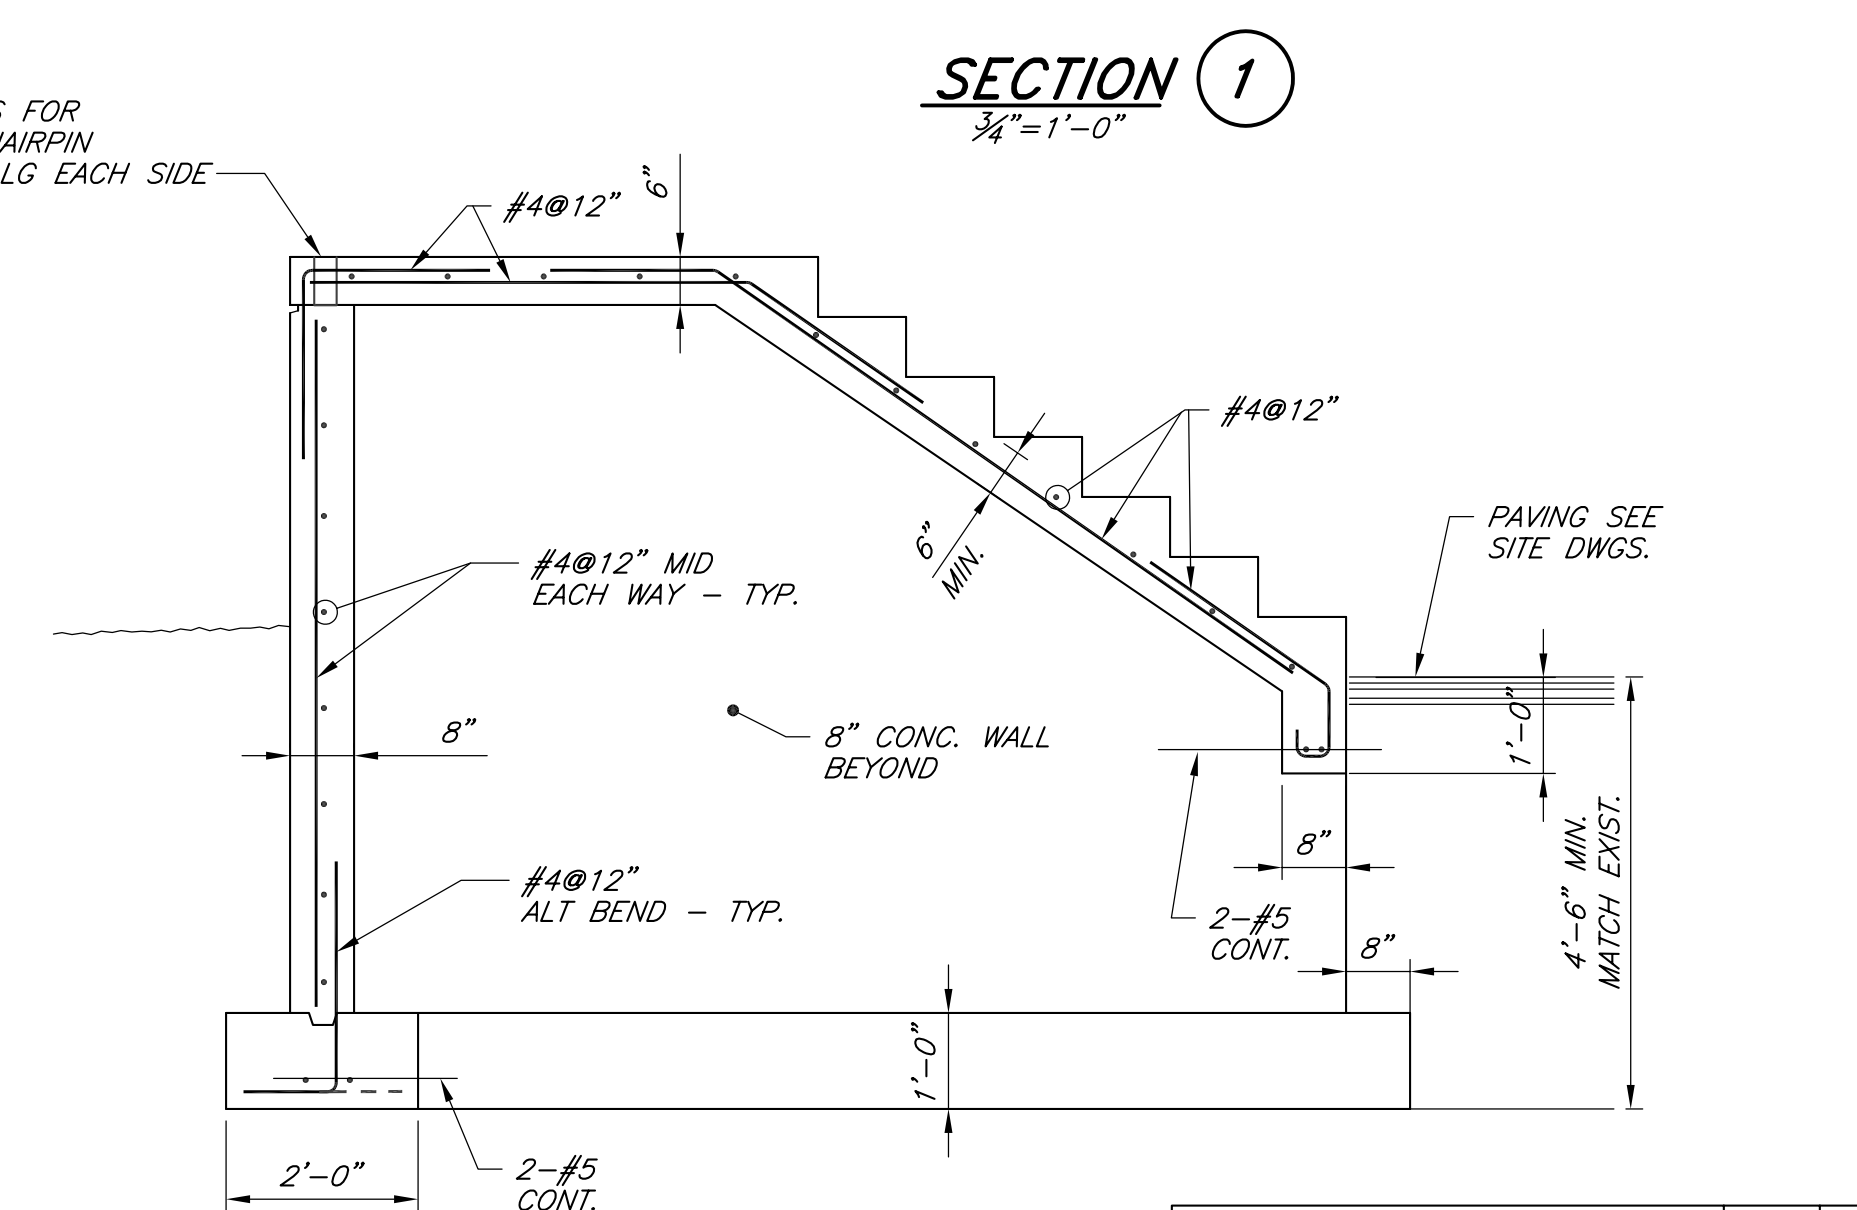 SECTION 1
3/4"=1'-0"
FOR
LG EACH SIDE
#4@12"
6"
#4@12"
6"
MIN.
PAVING SEE
SITE DWGS.
#4@12" MID
EACH WAY - TYP.
8"
8" CONC. WALL
BEYOND
1'-0"
8"
4'-6" MIN.
MATCH EXIST.
#4@12"
ALT BEND - TYP.
2-#5
CONT.
8"
1'-0"
2'-0"
2-#5
CONT.